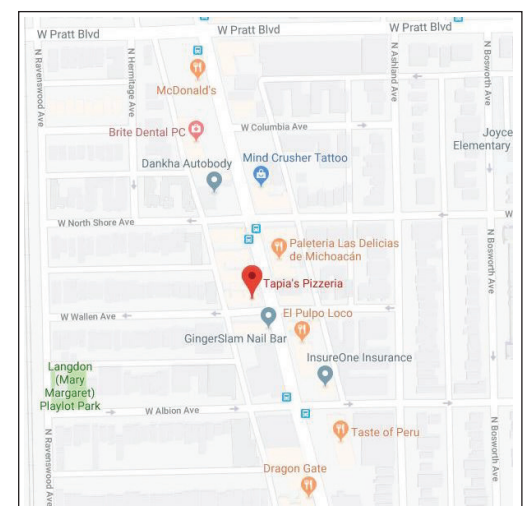 W Pratt Blvd
W Pratt Blvd
W Pratt Blvd
N Ravenswood Ave
N Hermitage Ave
N Ashland Ave
N Bosworth Ave
McDonald's
Brite Dental PC
W Columbia Ave
Joyce
Elementary
Dankha Autobody
Mind Crusher Tattoo
W North Shore Ave
W
Paleteria Las Delicias
de Michoacán
N Bosworth Ave
Tapia's Pizzeria
W Wallen Ave
El Pulpo Loco
GingerSlam Nail Bar
InsureOne Insurance
Langdon
(Mary
Margaret)
Playlot Park
W Albion Ave
N Ravenswood Ave
Taste of Peru
N Bosworth Ave
Dragon Gate